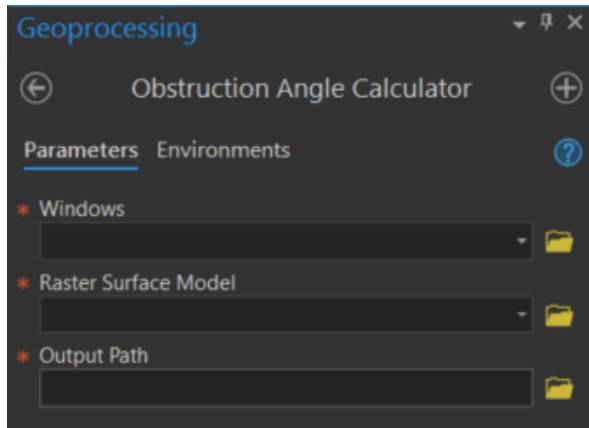 Geoprocessing
Obstruction Angle Calculator
Parameters Environments
* Windows
* Raster Surface Model
* Output Path